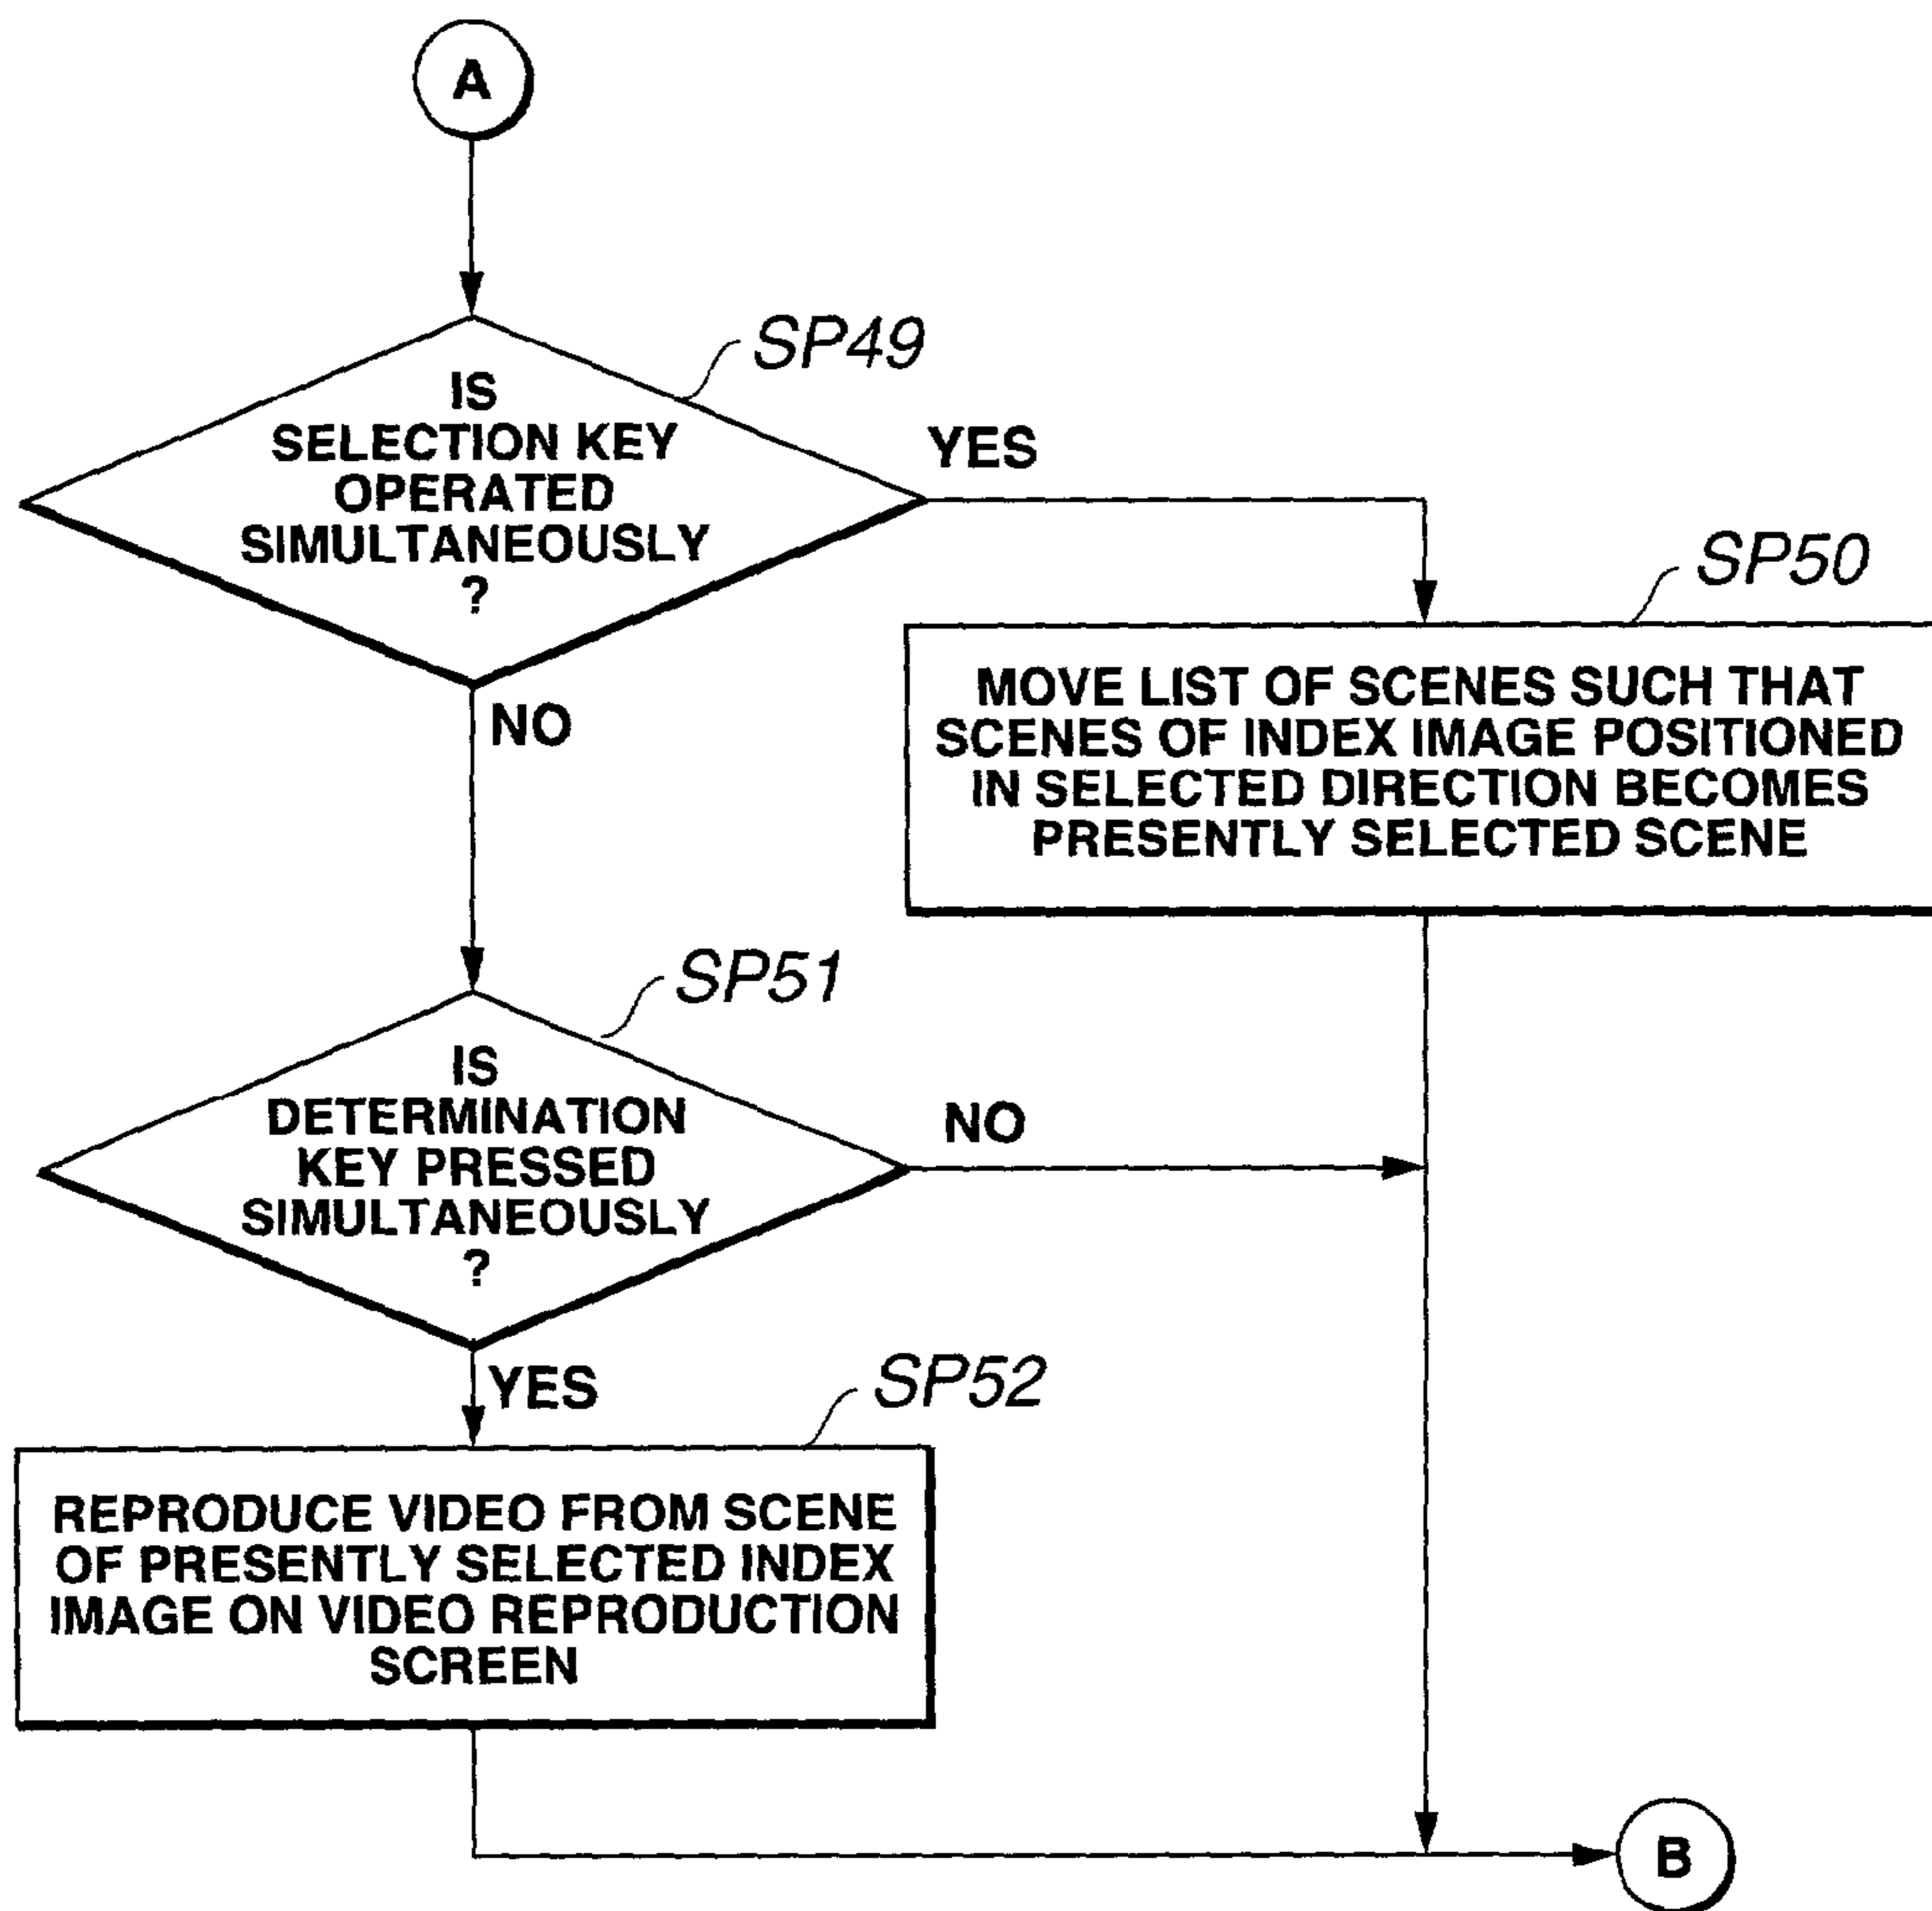 A
SP49
IS
SELECTION KEY
OPERATED
SIMULTANEOUSLY
?
YES
NO
SP50
MOVE LIST OF SCENES SUCH THAT
SCENES OF INDEX IMAGE POSITIONED
IN SELECTED DIRECTION BECOMES
PRESENTLY SELECTED SCENE
SP51
IS
DETERMINATION
KEY PRESSED
SIMULTANEOUSLY
?
NO
YES
SP52
REPRODUCE VIDEO FROM SCENE
OF PRESENTLY SELECTED INDEX
IMAGE ON VIDEO REPRODUCTION
SCREEN
B